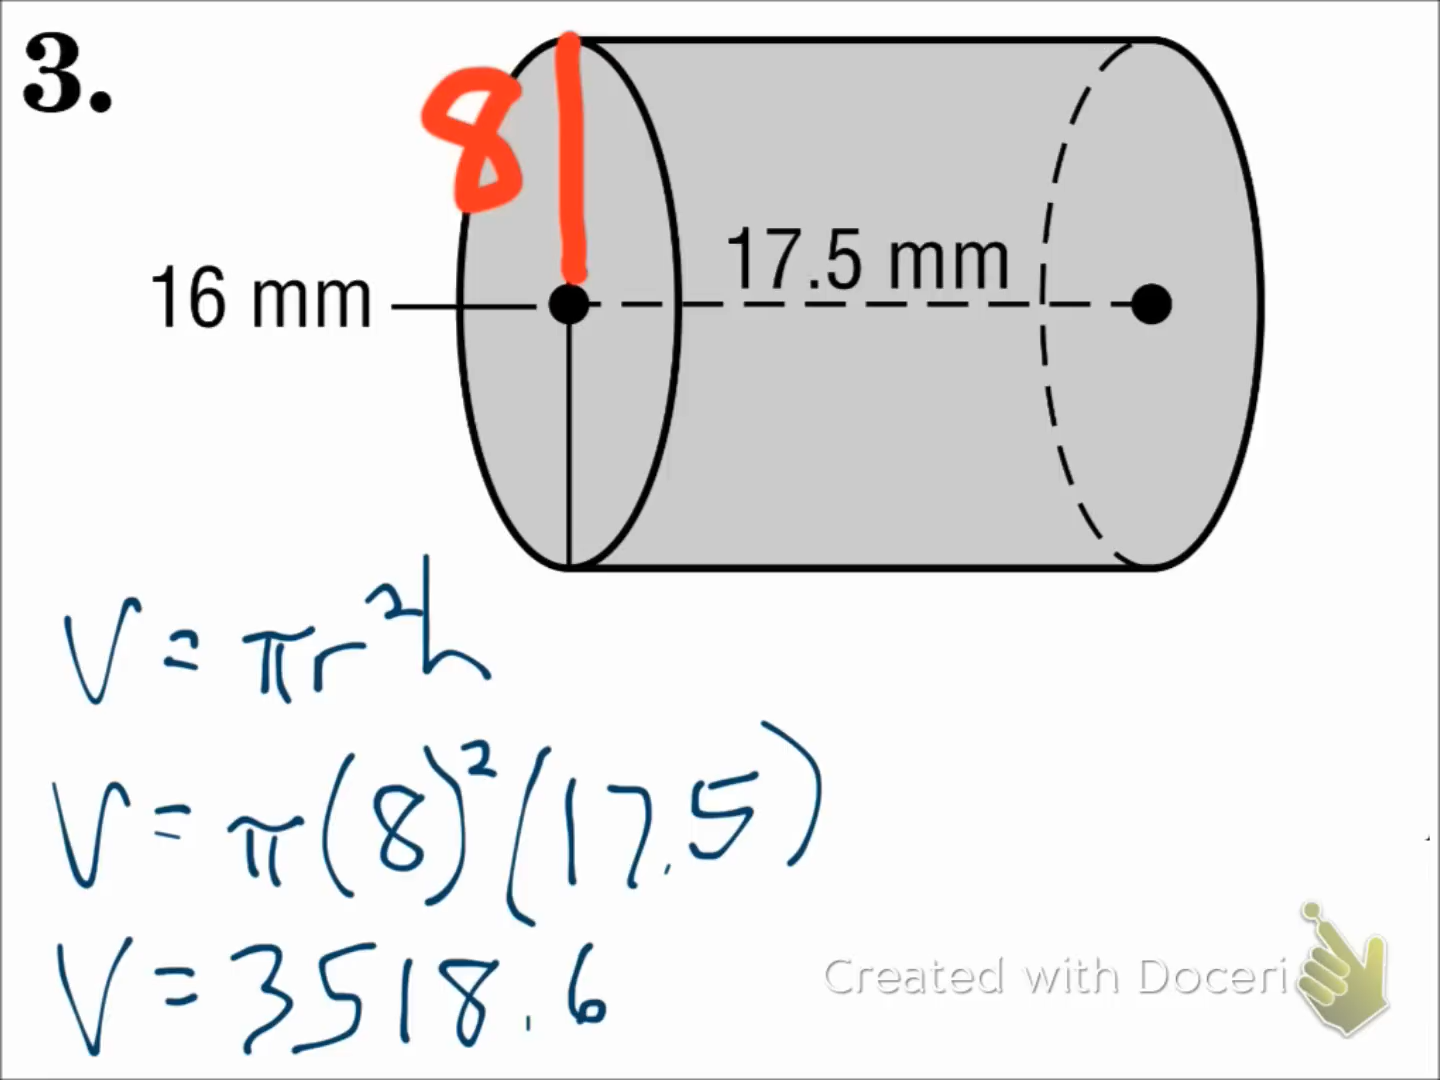 3.
8
17.5 mm
16 mm
V = πr²h
V = π(8)²(17.5)
V = 3518.6
Created with Doceri